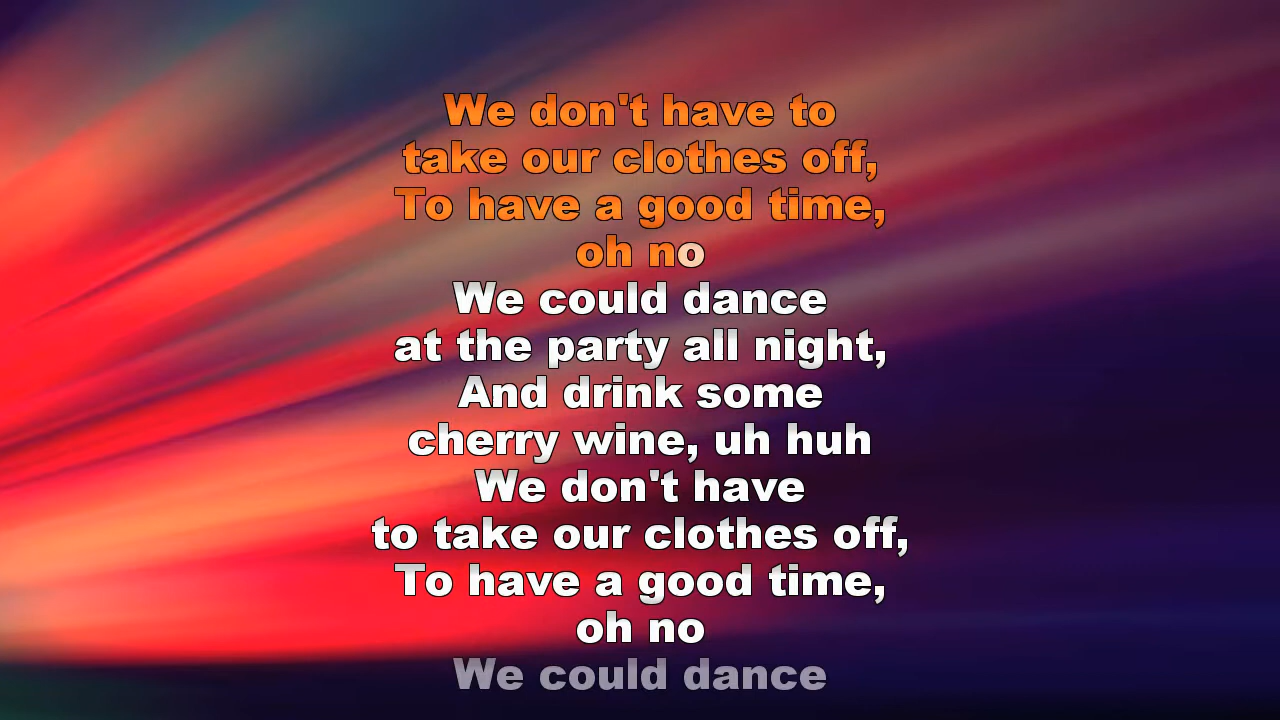 We don't have to
take our clothes off,
To have a good time,
oh no
We could dance
at the party all night,
And drink some
cherry wine, uh huh
We don't have
to take our clothes off,
To have a good time,
oh no
We could dance